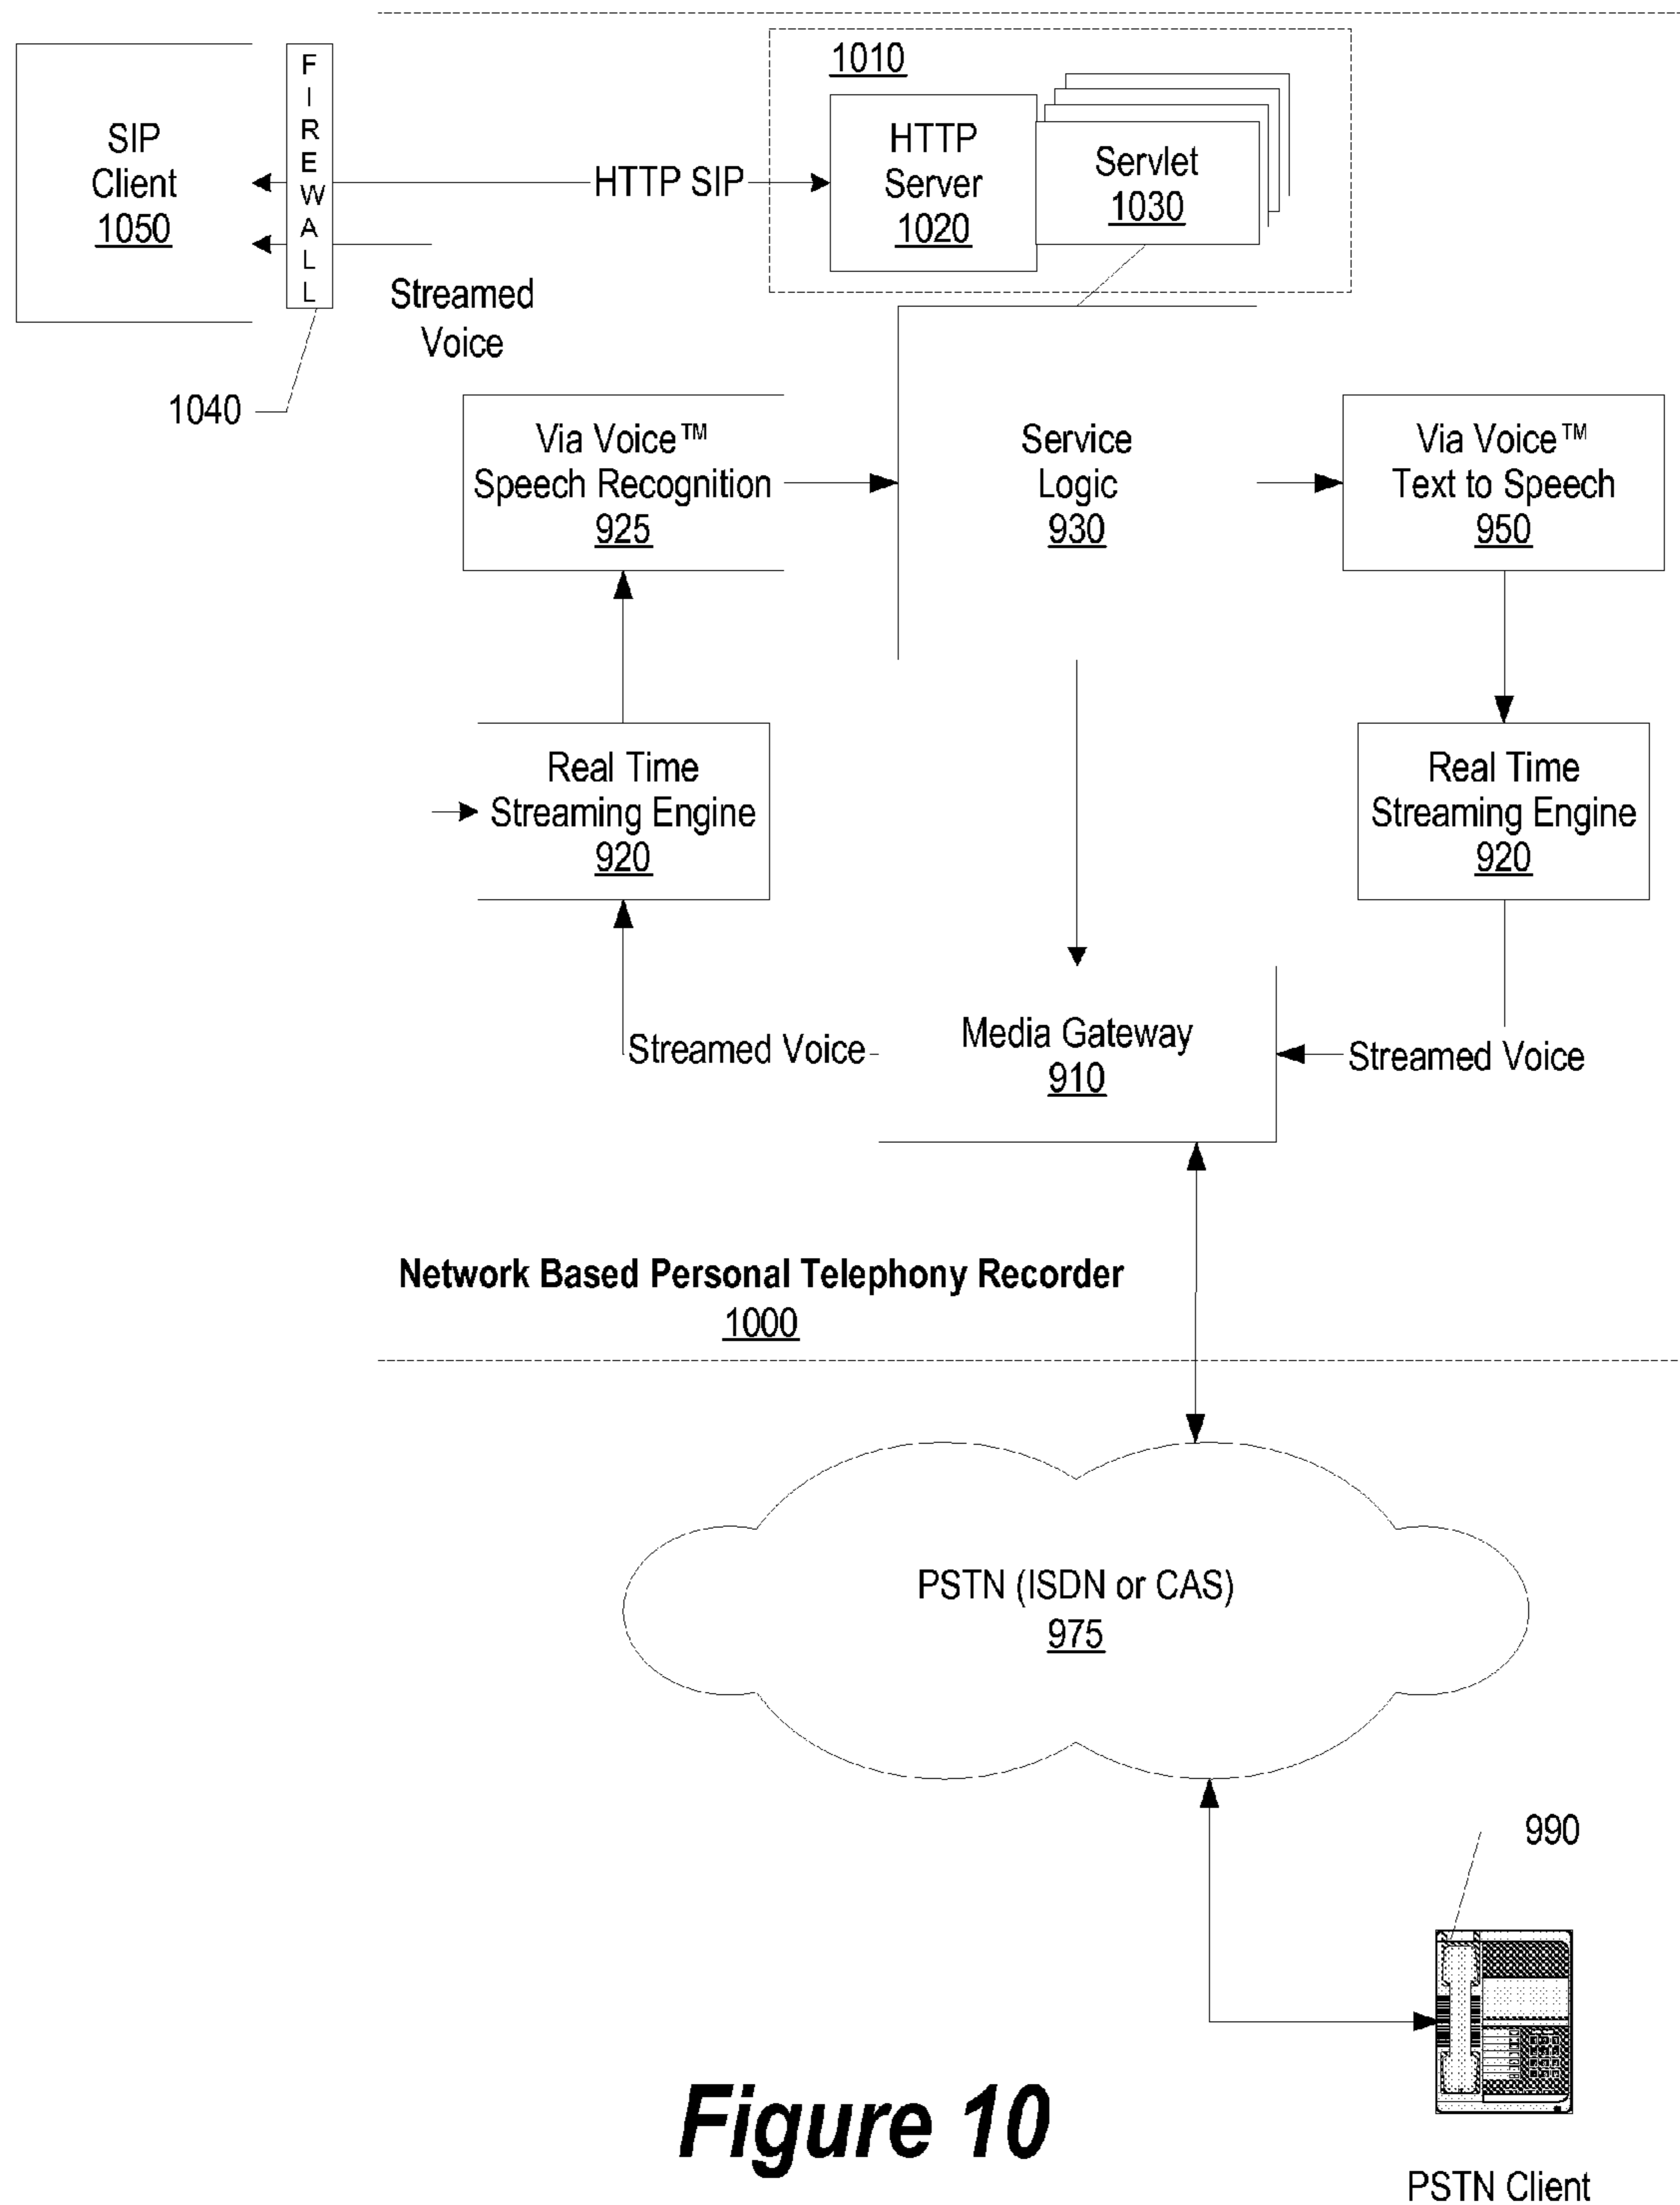 SIP
Client
1050
FIREWALL
1040
HTTP SIP
Streamed
Voice
1010
HTTP
Server
1020
Servlet
1030
Via Voice™
Speech Recognition
925
Service
Logic
930
Via Voice™
Text to Speech
950
Real Time
Streaming Engine
920
Real Time
Streaming Engine
920
Streamed Voice
Media Gateway
910
Streamed Voice
Network Based Personal Telephony Recorder
1000
PSTN (ISDN or CAS)
975
990
PSTN Client
Figure 10